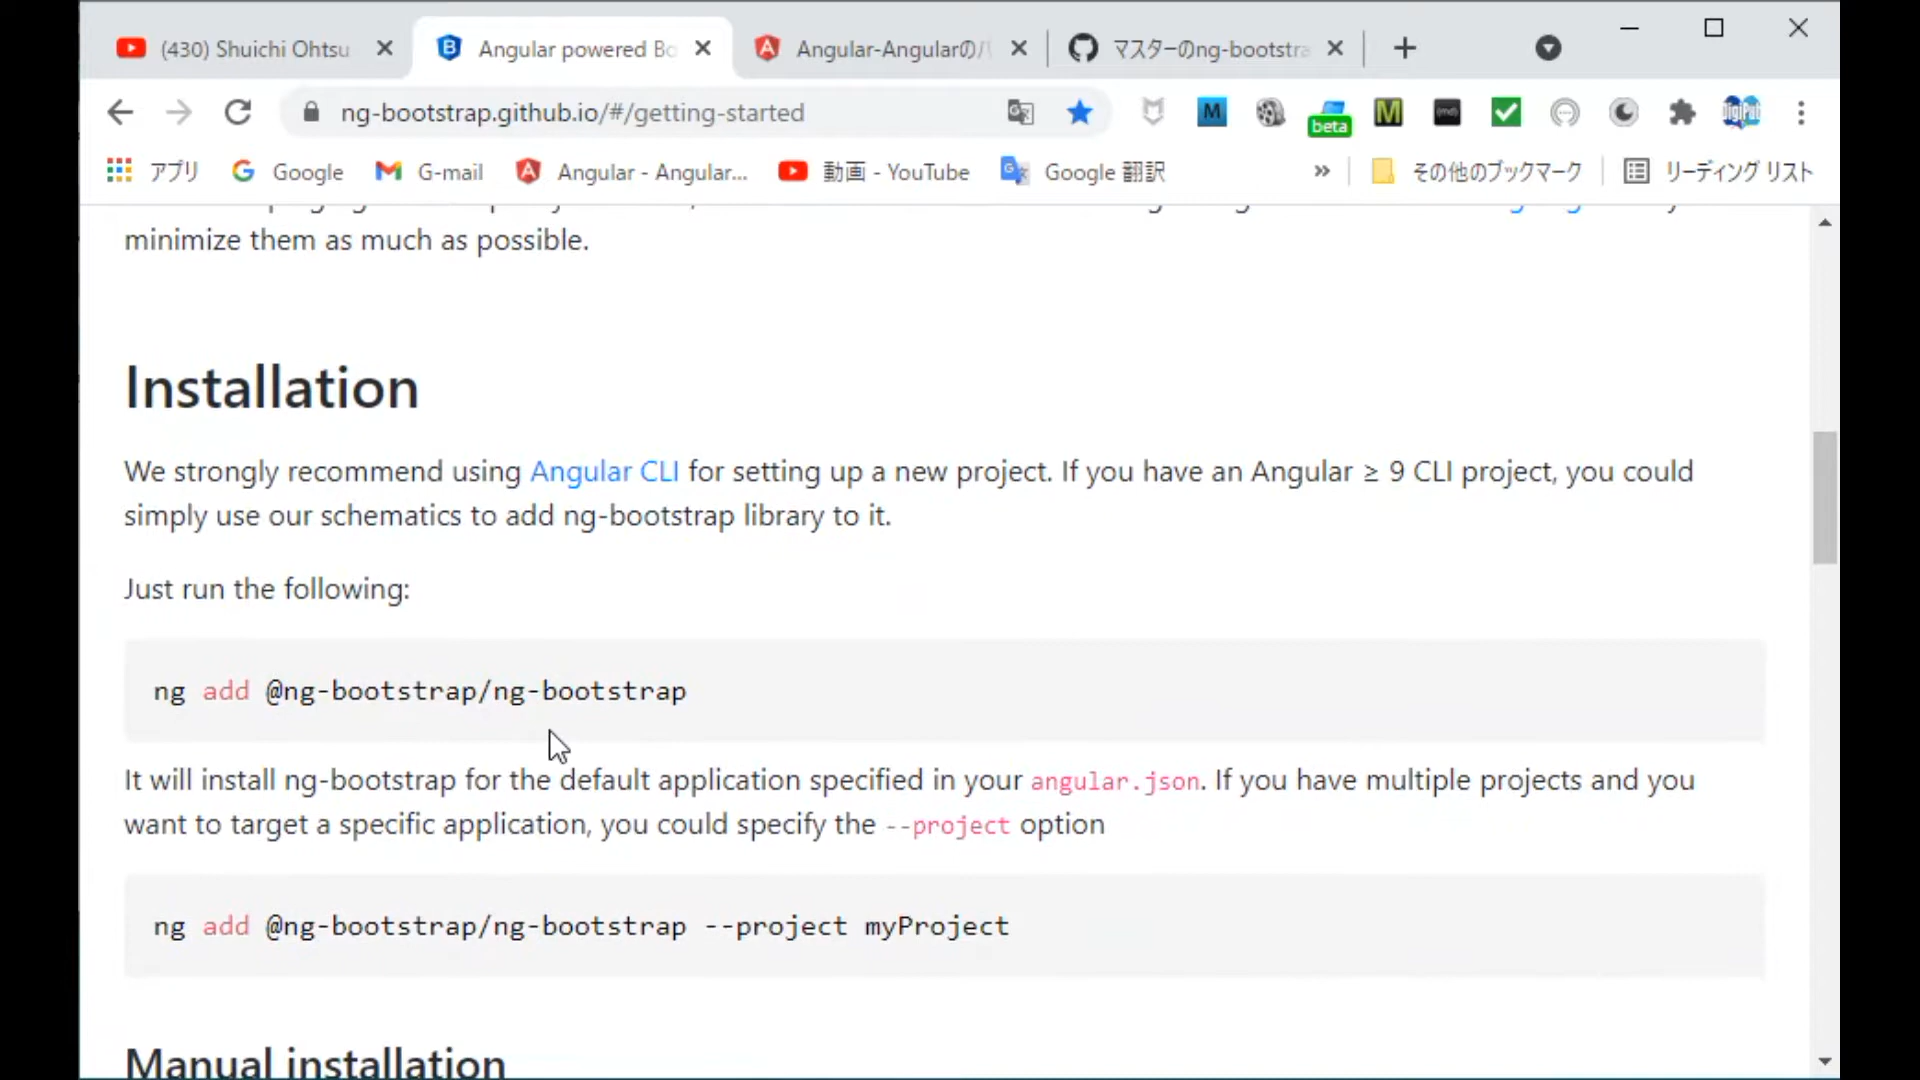 (430) Shuichi Ohtsu
Angular powered Bo
Angular-Angularのバ
マスターのng-bootstra
ng-bootstrap.github.io/#/getting-started
beta
アプリ
Google
G-mail
Angular - Angular...
動画 - YouTube
Google 翻訳
»
その他のブックマーク
リーディング リスト
minimize them as much as possible.
Installation
We strongly recommend using Angular CLI for setting up a new project. If you have an Angular ≥ 9 CLI project, you could
simply use our schematics to add ng-bootstrap library to it.
Just run the following:
ng add @ng-bootstrap/ng-bootstrap
It will install ng-bootstrap for the default application specified in your angular.json. If you have multiple projects and you
want to target a specific application, you could specify the --project option
ng add @ng-bootstrap/ng-bootstrap --project myProject
Manual installation